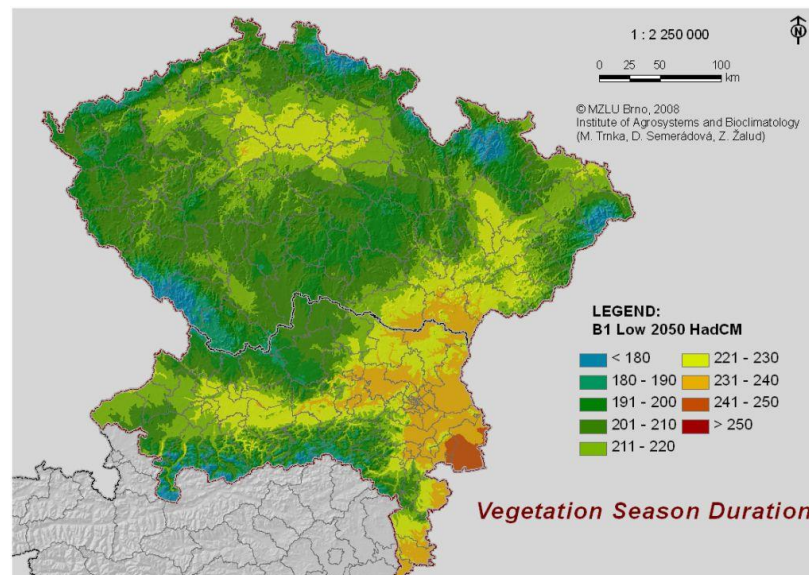 1 : 2 250 000
N
0 25 50 100
km
© MZLU Brno, 2008
Institute of Agrosystems and Bioclimatology
(M. Trnka, D. Semerádová, Z. Žalud)
LEGEND:
B1 Low 2050 HadCM
< 180
180 - 190
191 - 200
201 - 210
211 - 220
221 - 230
231 - 240
241 - 250
> 250
Vegetation Season Duration